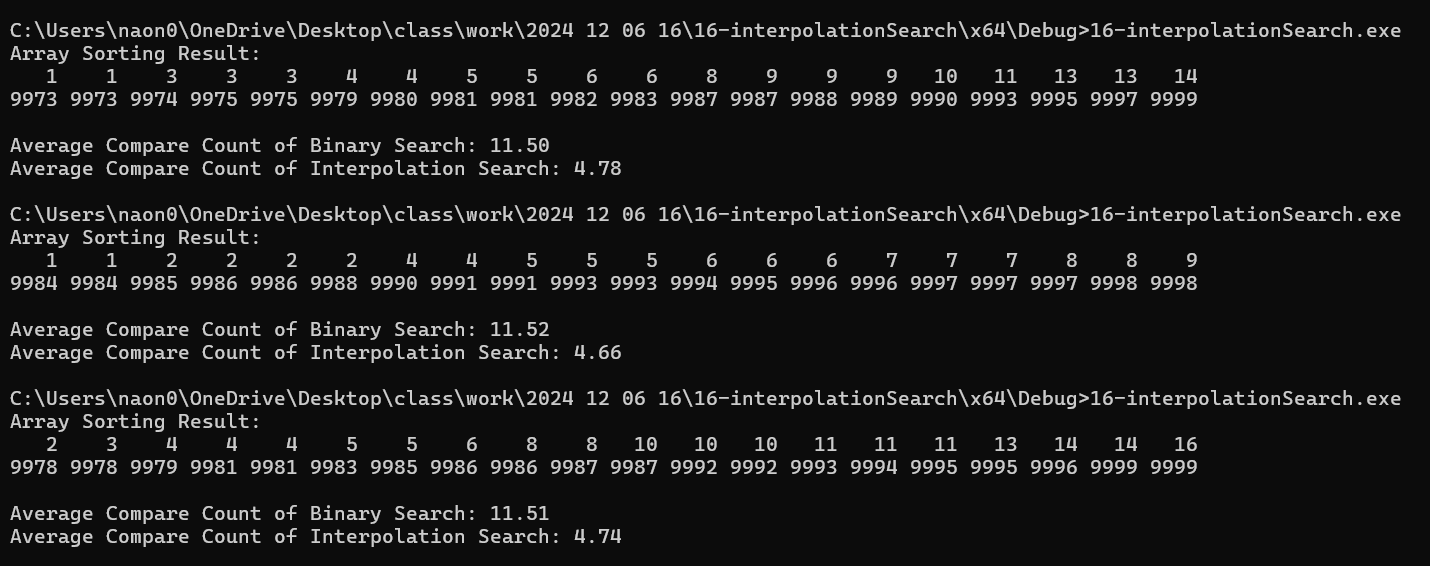 C:\Users\naon0\OneDrive\Desktop\class\work\2024 12 06 16\16-interpolationSearch\x64\Debug>16-interpolationSearch.exe
Array Sorting Result:
   1    1    3    3    3    4    4    5    5    6    6    8    9    9    9   10   11   13   13   14
9973 9973 9974 9975 9975 9979 9980 9981 9981 9982 9983 9987 9987 9988 9989 9990 9993 9995 9997 9999

Average Compare Count of Binary Search: 11.50
Average Compare Count of Interpolation Search: 4.78

C:\Users\naon0\OneDrive\Desktop\class\work\2024 12 06 16\16-interpolationSearch\x64\Debug>16-interpolationSearch.exe
Array Sorting Result:
   1    1    2    2    2    2    4    4    5    5    5    6    6    6    7    7    7    8    8    9
9984 9984 9985 9986 9986 9988 9990 9991 9991 9993 9993 9994 9995 9996 9996 9997 9997 9997 9998 9998

Average Compare Count of Binary Search: 11.52
Average Compare Count of Interpolation Search: 4.66

C:\Users\naon0\OneDrive\Desktop\class\work\2024 12 06 16\16-interpolationSearch\x64\Debug>16-interpolationSearch.exe
Array Sorting Result:
   2    3    4    4    4    5    5    6    8    8   10   10   10   11   11   11   13   14   14   16
9978 9978 9979 9981 9981 9983 9985 9986 9986 9987 9987 9992 9992 9993 9994 9995 9995 9996 9999 9999

Average Compare Count of Binary Search: 11.51
Average Compare Count of Interpolation Search: 4.74